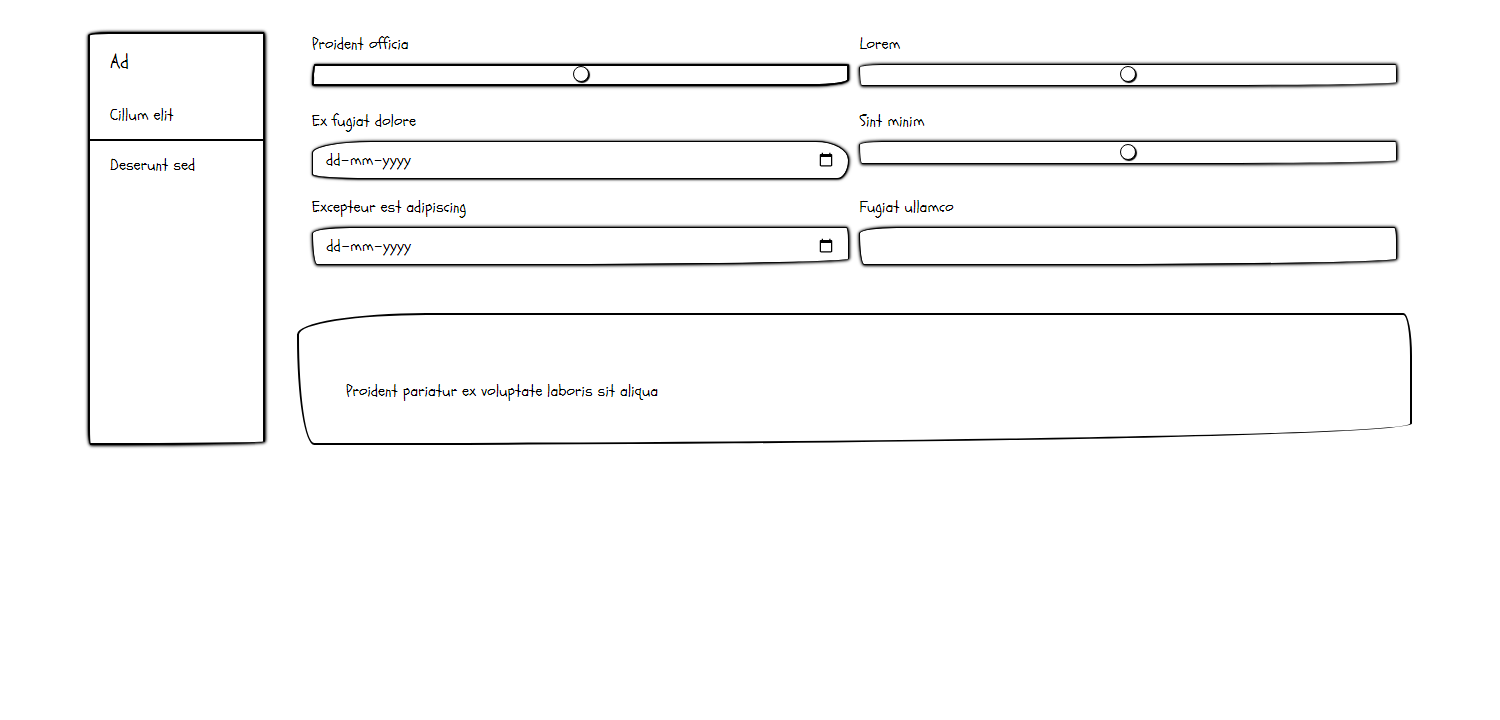 Ad
Cillum elit
Deserunt sed
Proident officia
Lorem
Ex fugiat dolore
dd-mm-yyyy
Sint minim
Excepteur est adipiscing
dd-mm-yyyy
Fugiat ullamco
Proident pariatur ex voluptate laboris sit aliqua